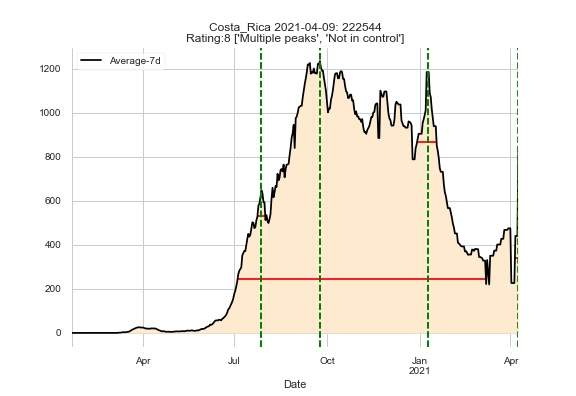 Costa_Rica 2021-04-09: 222544
Rating:8 ['Multiple peaks', 'Not in control']
Average-7d
1200
1000
800
600
400
200
0
Apr Jul Oct Jan Apr
2021
Date